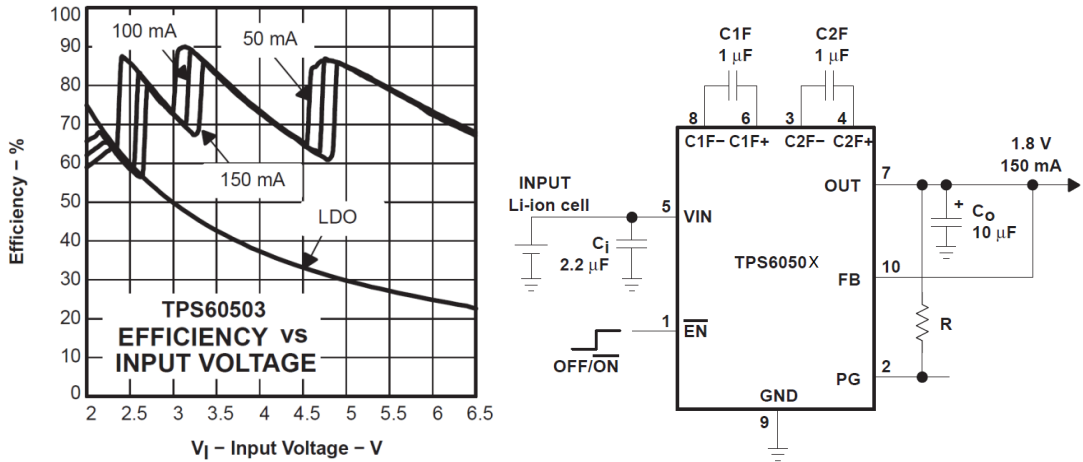 100
90
80
70
60
50
40
30
20
10
0
Efficiency – %
100 mA
50 mA
150 mA
LDO
TPS60503
EFFICIENCY vs
INPUT VOLTAGE
2 2.5 3 3.5 4 4.5 5 5.5 6 6.5
VI – Input Voltage – V
C1F
1 μF
C2F
1 μF
8 6 3 4
C1F− C1F+ C2F− C2F+
INPUT
Li-ion cell
5
VIN
Ci
2.2 μF
1
EN
OFF/ON
TPS6050X
GND
9
OUT
7
1.8 V
150 mA
+
Co
10 μF
FB
10
R
PG
2